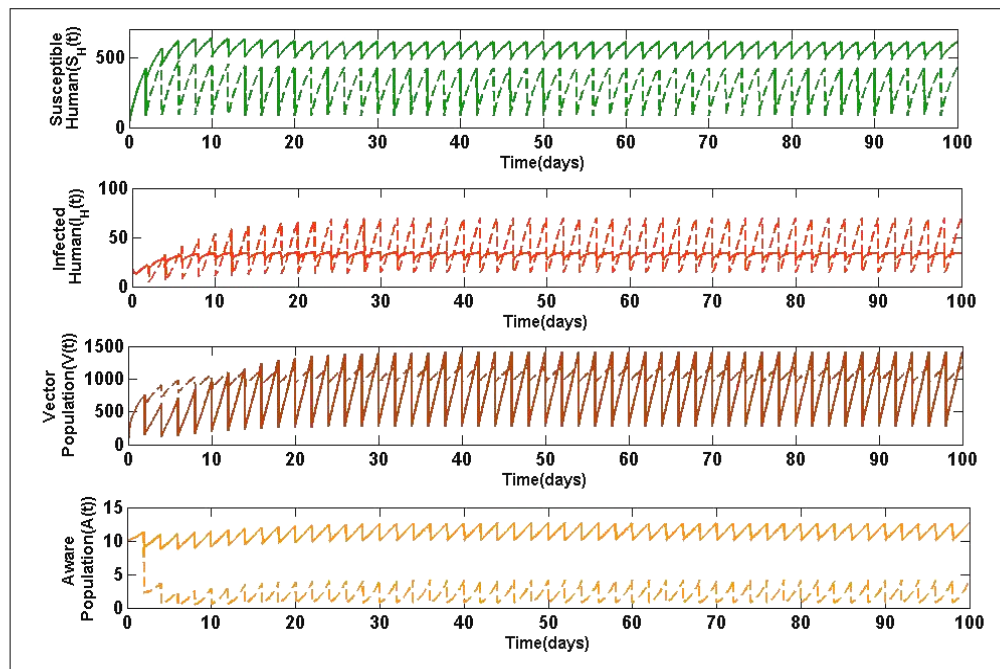 Susceptible
Human(S_H(t))
500
0
0 10 20 30 40 50 60 70 80 90 100
Time(days)
Infected
Human(I_H(t))
100
50
0
0 10 20 30 40 50 60 70 80 90 100
Time(days)
Vector
Population(V(t))
1500
1000
500
0
0 10 20 30 40 50 60 70 80 90 100
Time(days)
Aware
Population(A(t))
15
10
5
0
0 10 20 30 40 50 60 70 80 90 100
Time(days)